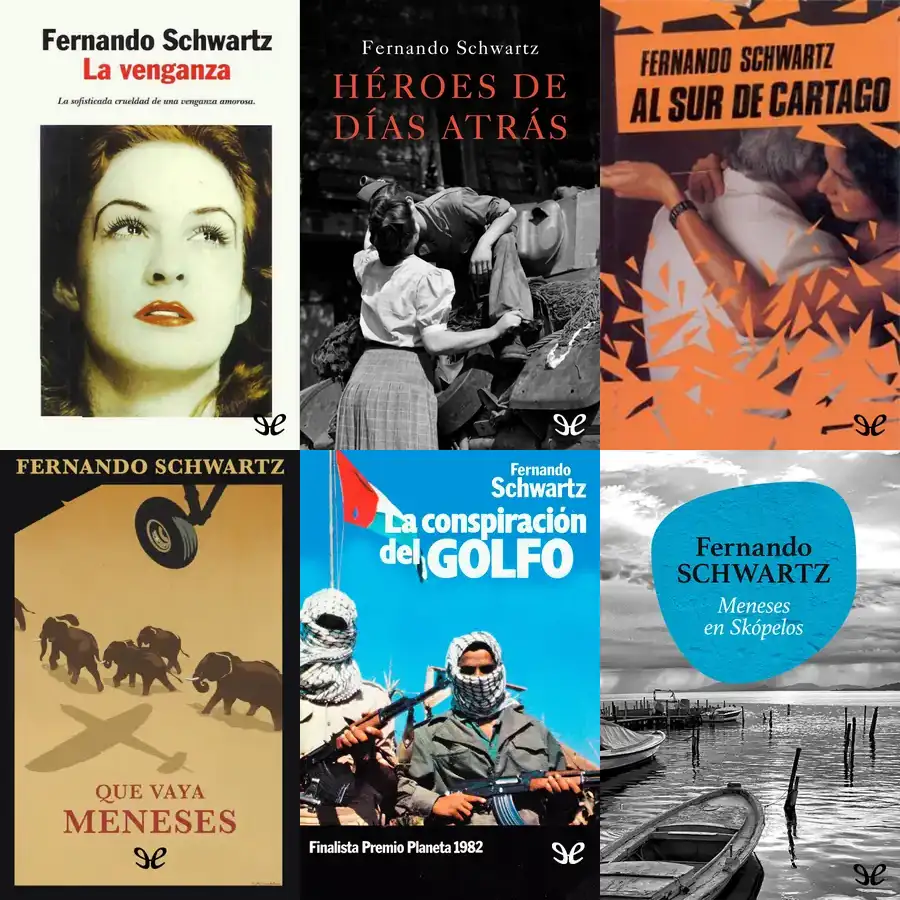 Fernando Schwartz
La venganza
La sofisticada crueldad de una venganza amorosa.
Fernando Schwartz
HÉROES DE
DÍAS ATRÁS
FERNANDO SCHWARTZ
AL SUR DE CARTAGO
FERNANDO SCHWARTZ
QUE VAYA
MENESES
Fernando
Schwartz
La conspiración
del GOLFO
Finalista Premio Planeta 1982
Fernando
SCHWARTZ
Meneses
en Skópelos